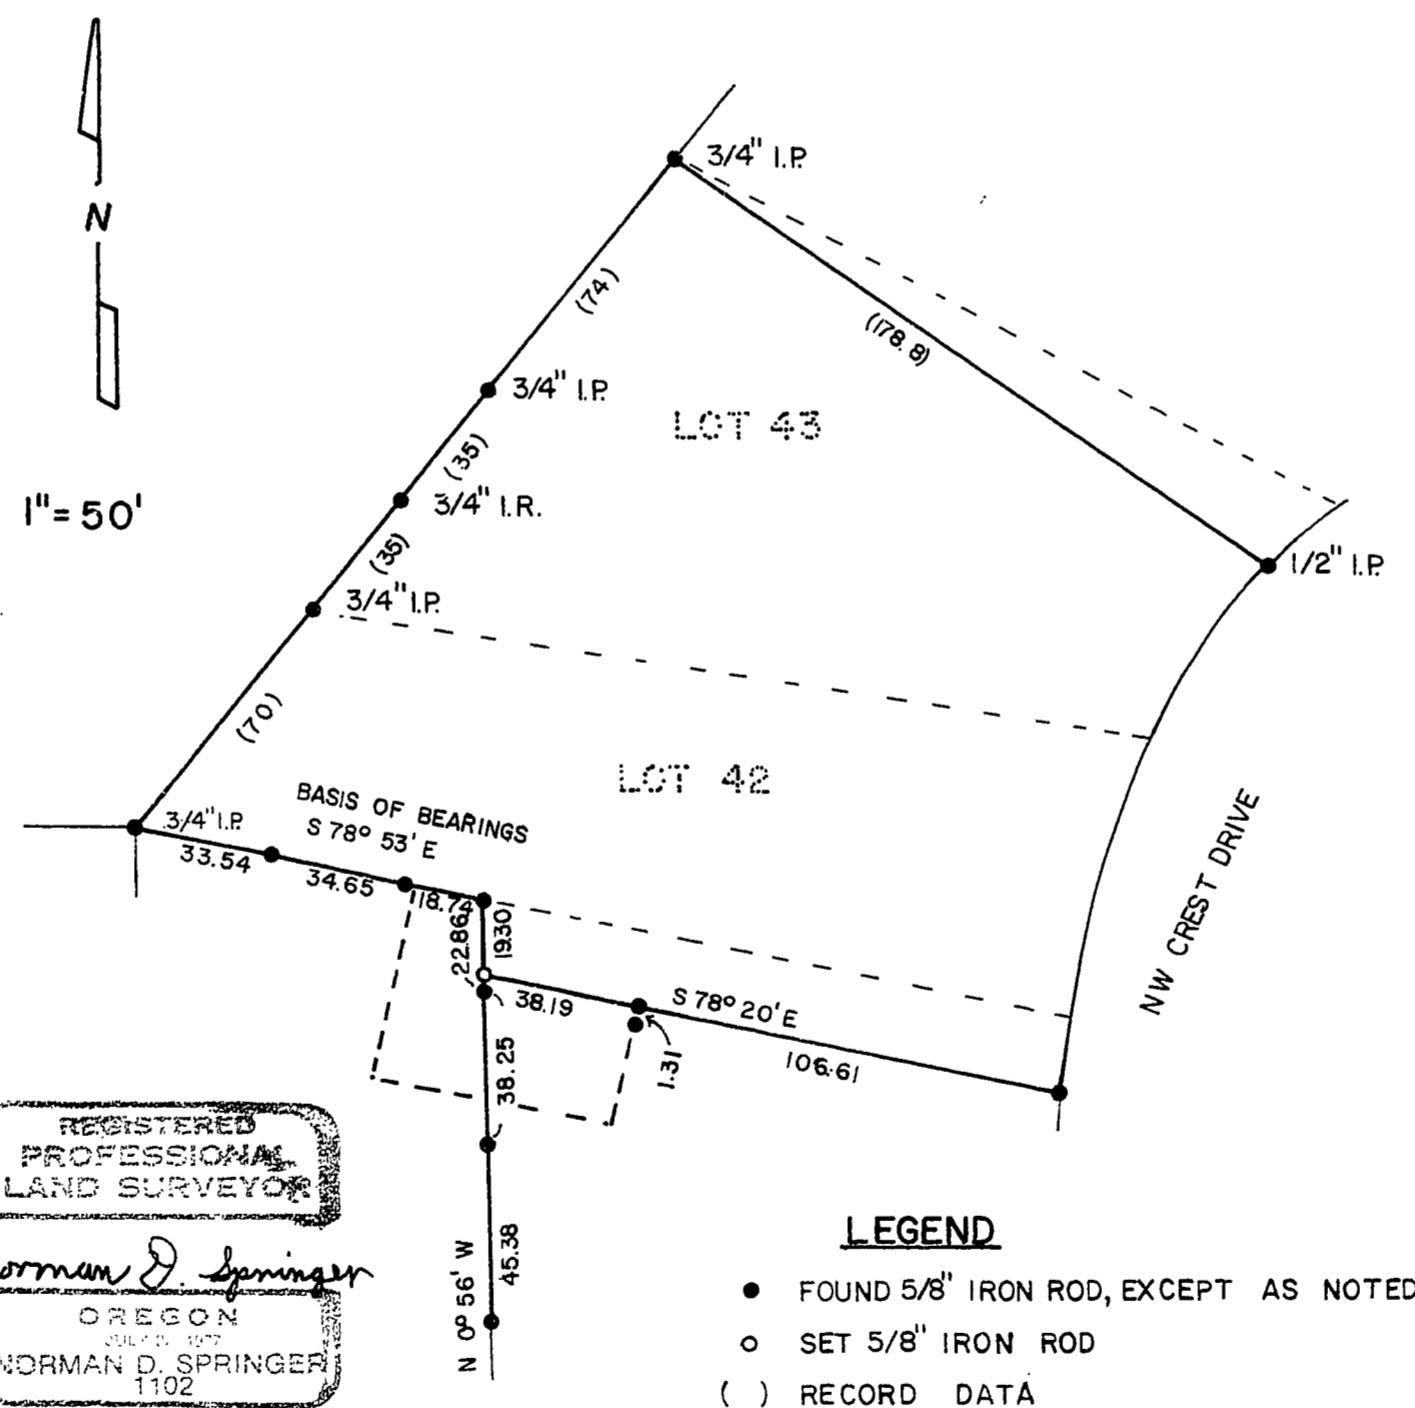 N
1"=50'
3/4" I.P.
(74)
(178.8)
3/4" I.P.
LOT 43
(35)
3/4" I.R.
1/2" I.P.
(35)
3/4" I.P.
(70)
LOT 42
BASIS OF BEARINGS
S 78° 53' E
3/4" I.P.
33.54
34.65
18.74
22.86
19.30
NW CREST DRIVE
38.19
S 78° 20' E
1.31
106.61
38.25
45.38
N 0° 56' W
REGISTERED
PROFESSIONAL
LAND SURVEYOR
orman D. Springer
OREGON
1977
NORMAN D. SPRINGER
1102
LEGEND
FOUND 5/8" IRON ROD, EXCEPT AS NOTED
SET 5/8" IRON ROD
( ) RECORD DATA